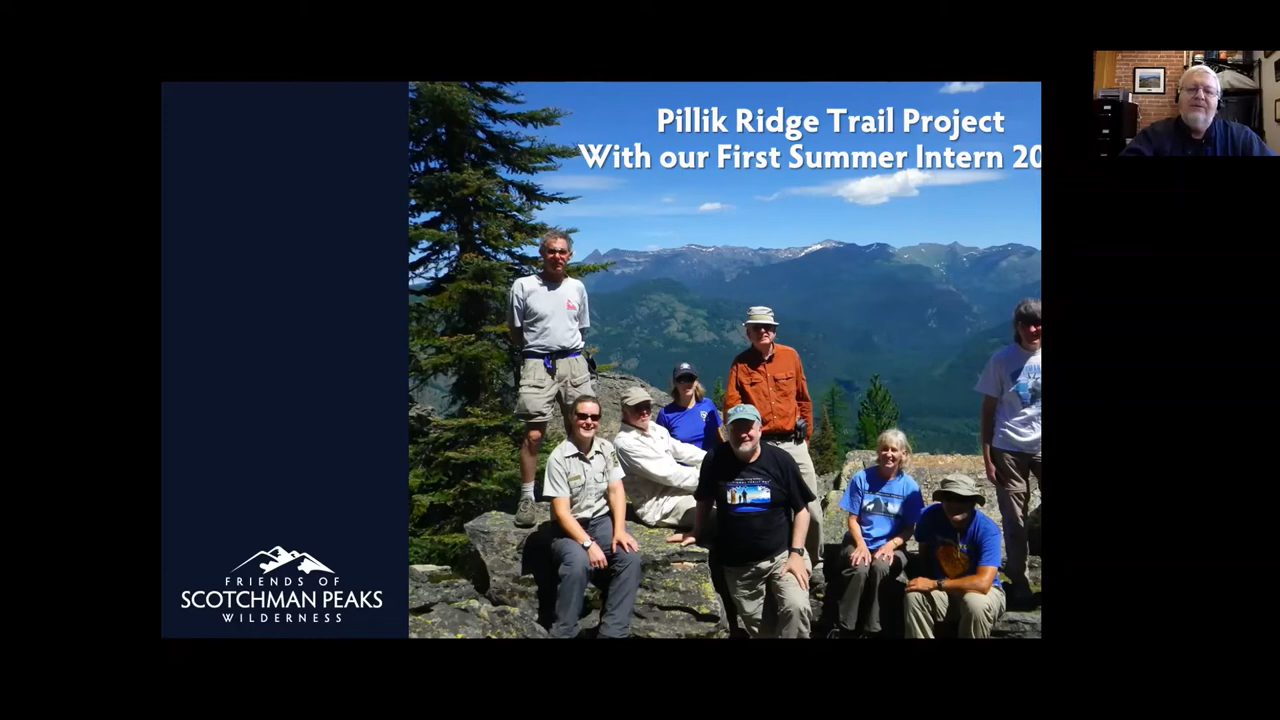 Pillik Ridge Trail Project
With our First Summer Intern 20
FRIENDS OF
SCOTCHMAN PEAKS
WILDERNESS